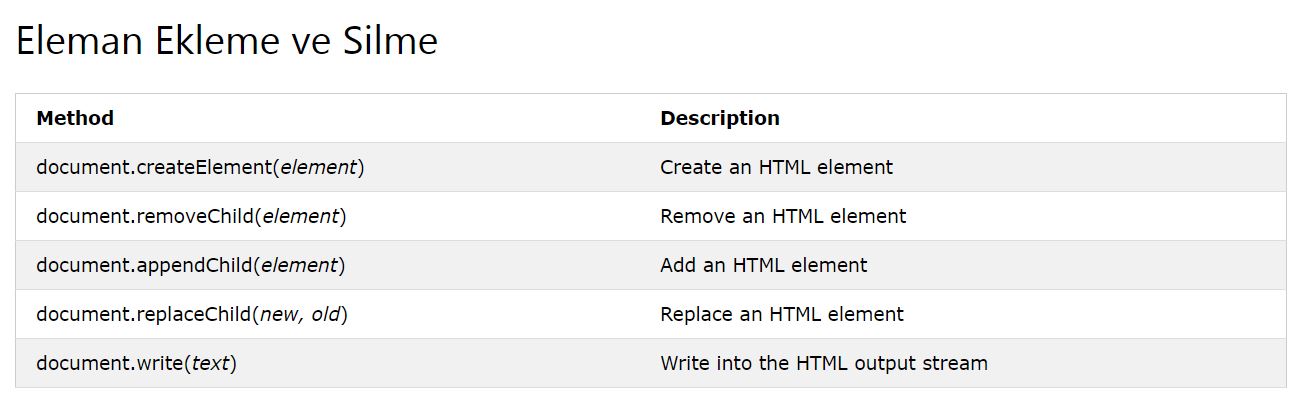 Eleman Ekleme ve Silme
Method Description
document.createElement(element) Create an HTML element
document.removeChild(element) Remove an HTML element
document.appendChild(element) Add an HTML element
document.replaceChild(new, old) Replace an HTML element
document.write(text) Write into the HTML output stream